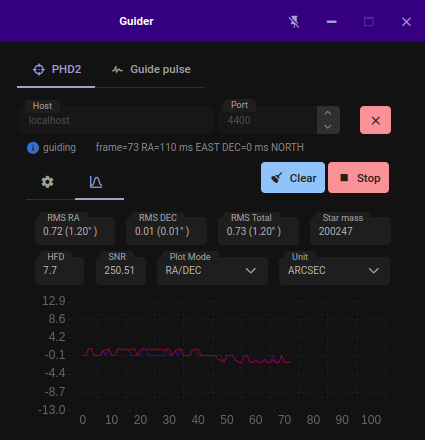 Guider
PHD2 Guide pulse
Host Port
localhost 4400
guiding frame=73 RA=110 ms EAST DEC=0 ms NORTH
Clear Stop
RMS RA RMS DEC RMS Total Star mass
0.72 (1.20" ) 0.01 (0.01" ) 0.73 (1.20" ) 200247
HFD SNR Plot Mode Unit
7.7 250.51 RA/DEC ARCSEC
12.9
8.6
4.2
-0.1
-4.4
-8.7
-13.0
0 10 20 30 40 50 60 70 80 90 100